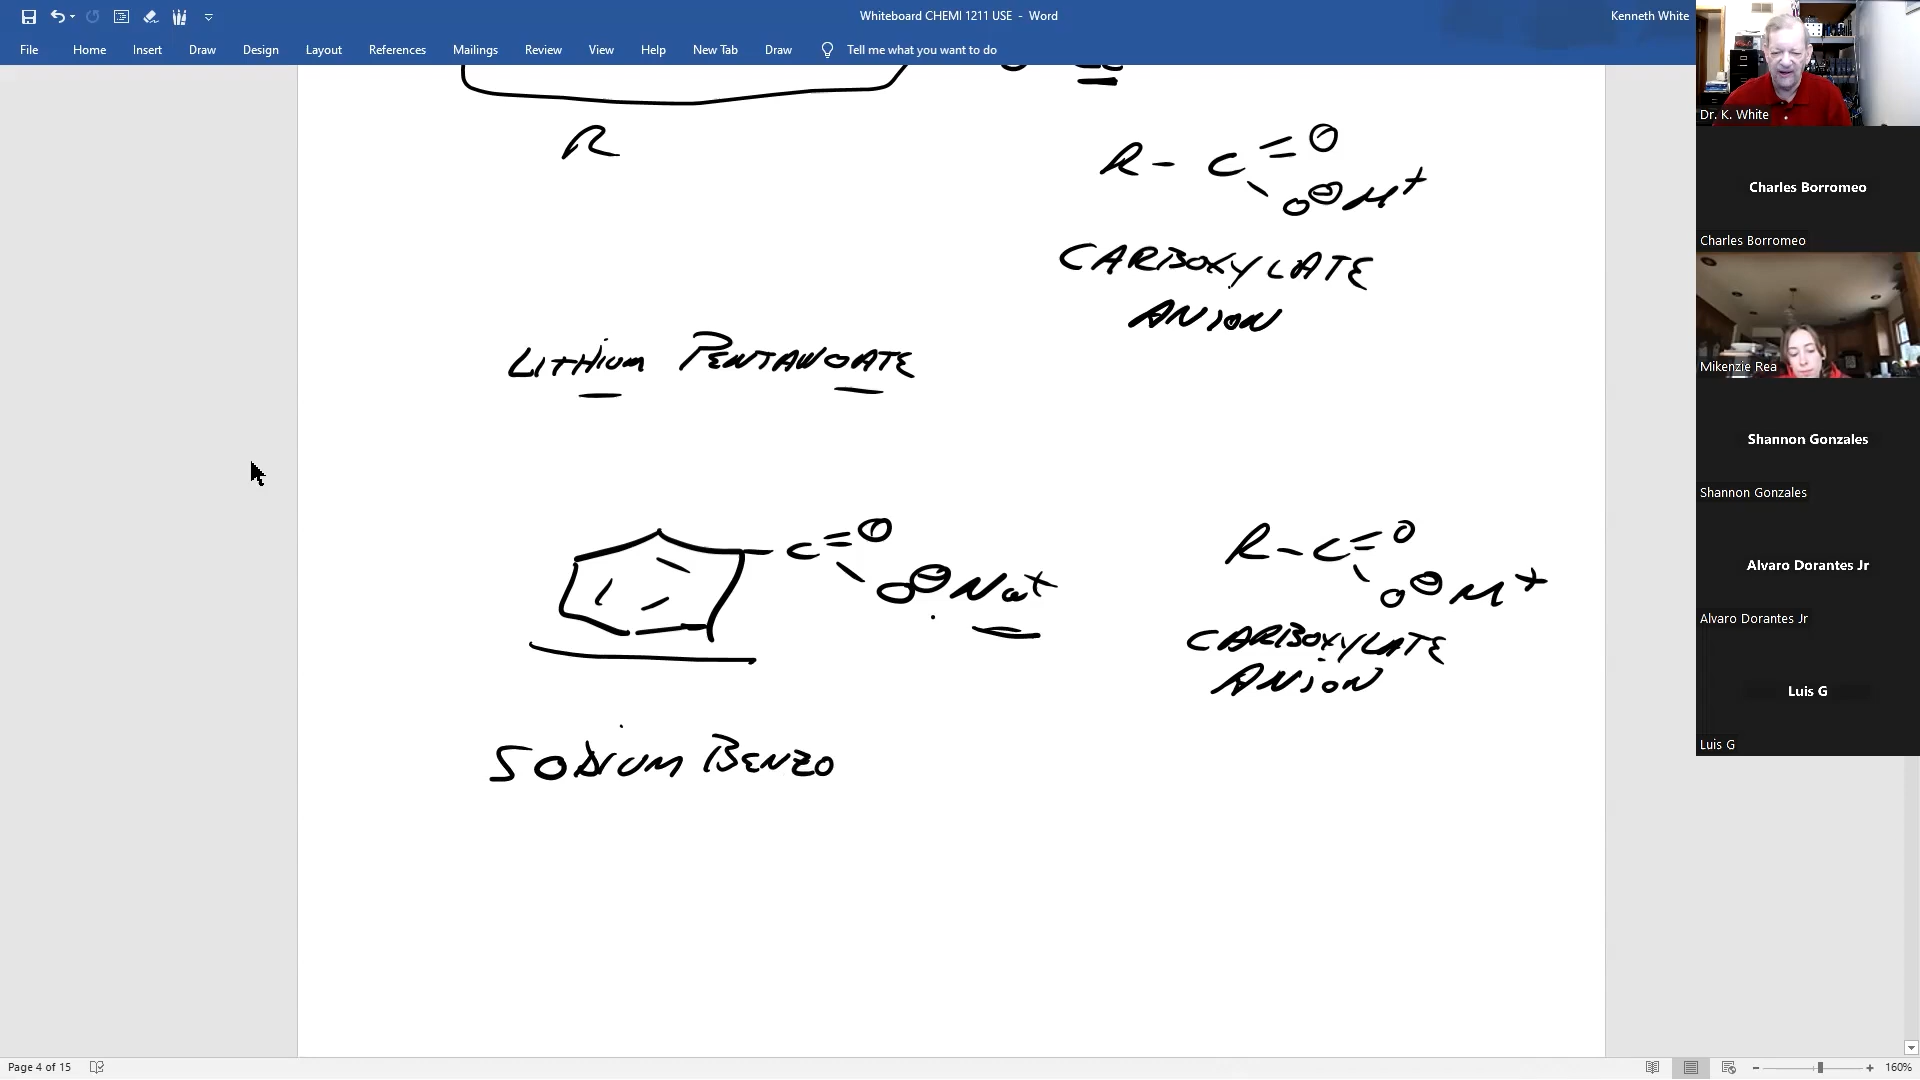 Whiteboard CHEMI 1211 USE - Word
Kenneth White
File Home Insert Draw Design Layout References Mailings Review View Help New Tab Draw Tell me what you want to do
R
R - C = O
O ⊖ M+
CARBOXYLATE
ANION
LITHIUM PENTANOATE
- C = O
O ⊖ Na+
R - C = O
O ⊖ M+
CARBOXYLATE
ANION
SODIUM BENZO
Dr. K. White
Charles Borromeo
Charles Borromeo
Mikenzie Rea
Shannon Gonzales
Shannon Gonzales
Alvaro Dorantes Jr
Alvaro Dorantes Jr
Luis G
Luis G
Page 4 of 15
160%